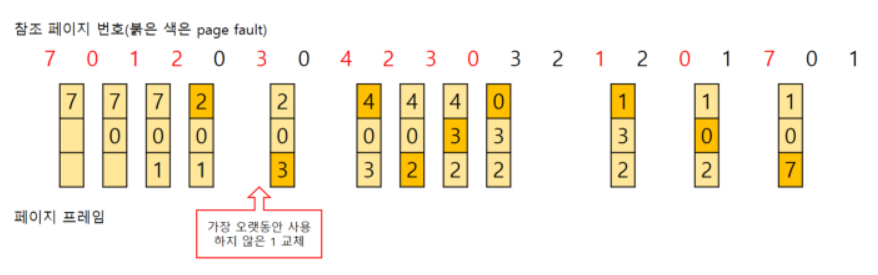 참조 페이지 번호(붉은 색은 page fault)
7 0 1 2 0 3 0 4 2 3 0 3 2 1 2 0 1 7 0 1
7 7 7 2 2 4 4 4 0 1 1 1
0 0 0 0 0 0 3 3 3 0 0
1 1 3 3 2 2 2 2 2 7
페이지 프레임
가장 오랫동안 사용
하지 않은 1 교체